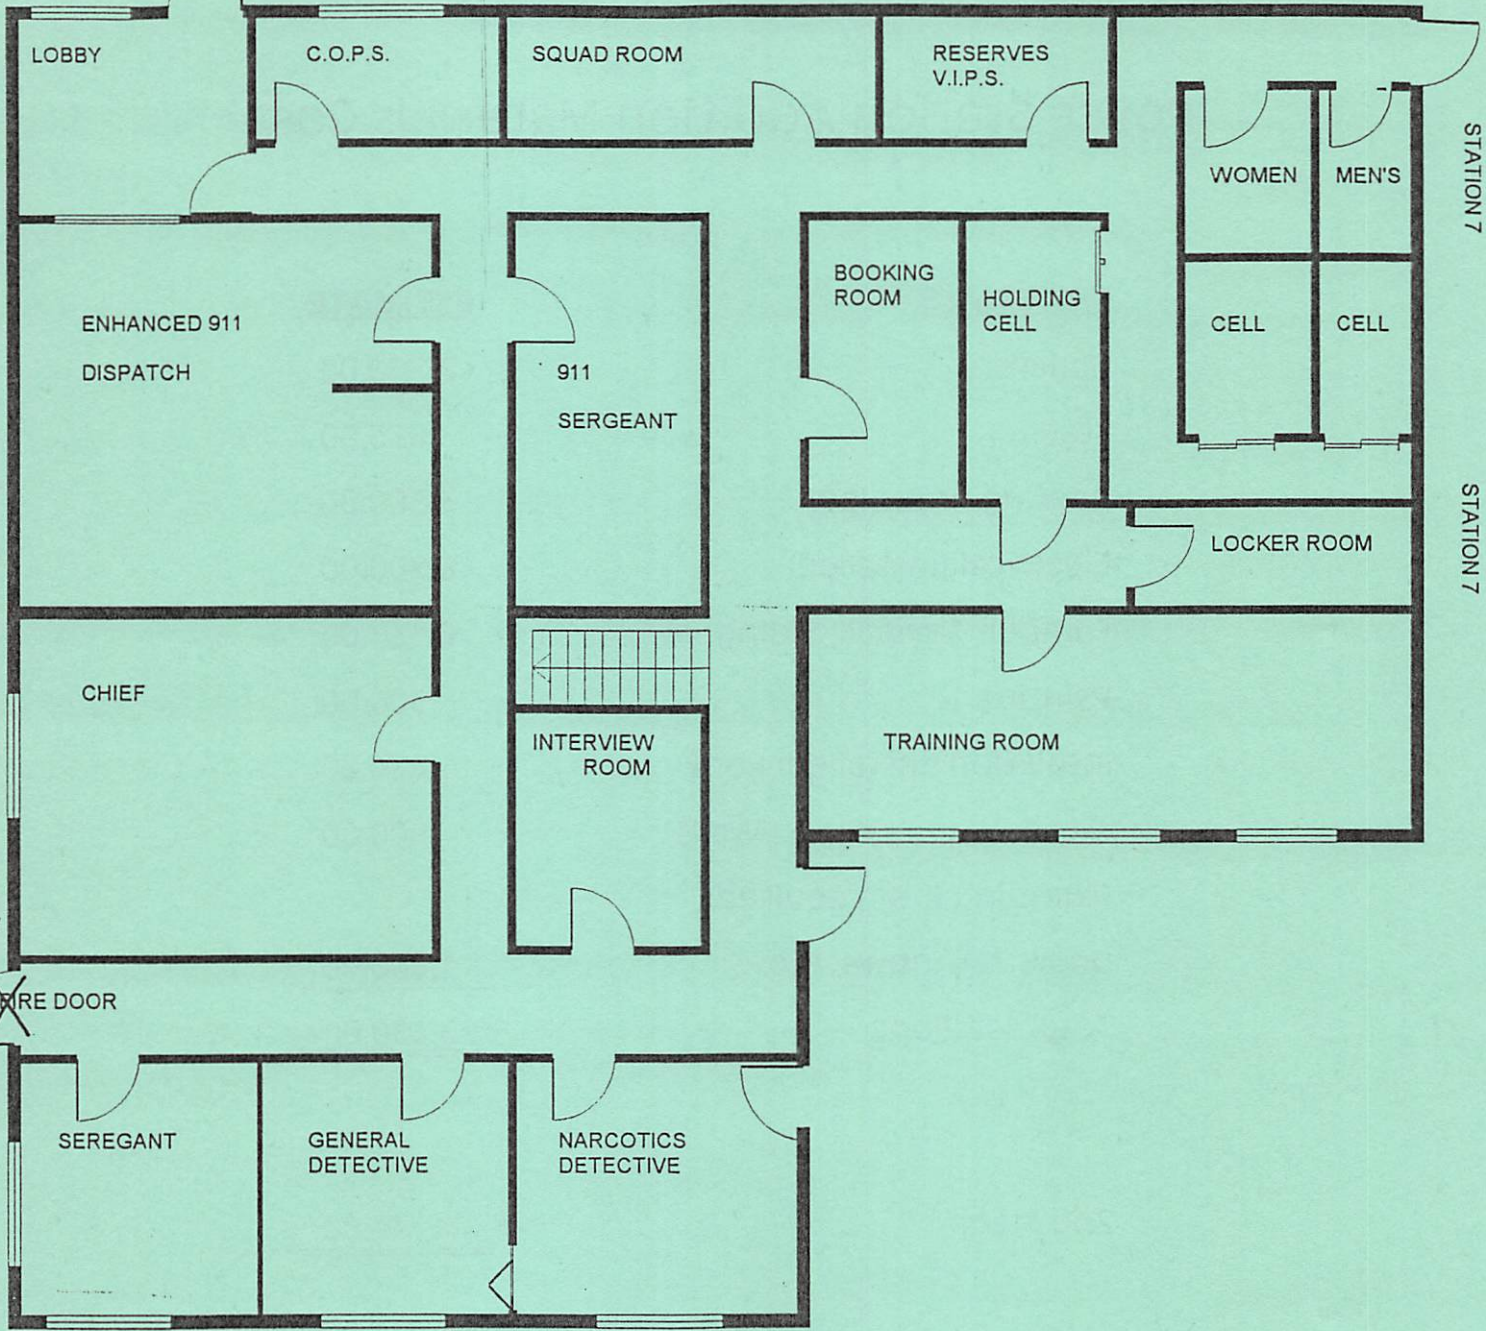 LOBBY
C.O.P.S.
SQUAD ROOM
RESERVES
V.I.P.S.
STATION 7
WOMEN
MEN'S
BOOKING
ROOM
HOLDING
CELL
CELL
CELL
ENHANCED 911
DISPATCH
911
SERGEANT
STATION 7
LOCKER ROOM
CHIEF
INTERVIEW
ROOM
TRAINING ROOM
FIRE DOOR
SEREGANT
GENERAL
DETECTIVE
NARCOTICS
DETECTIVE